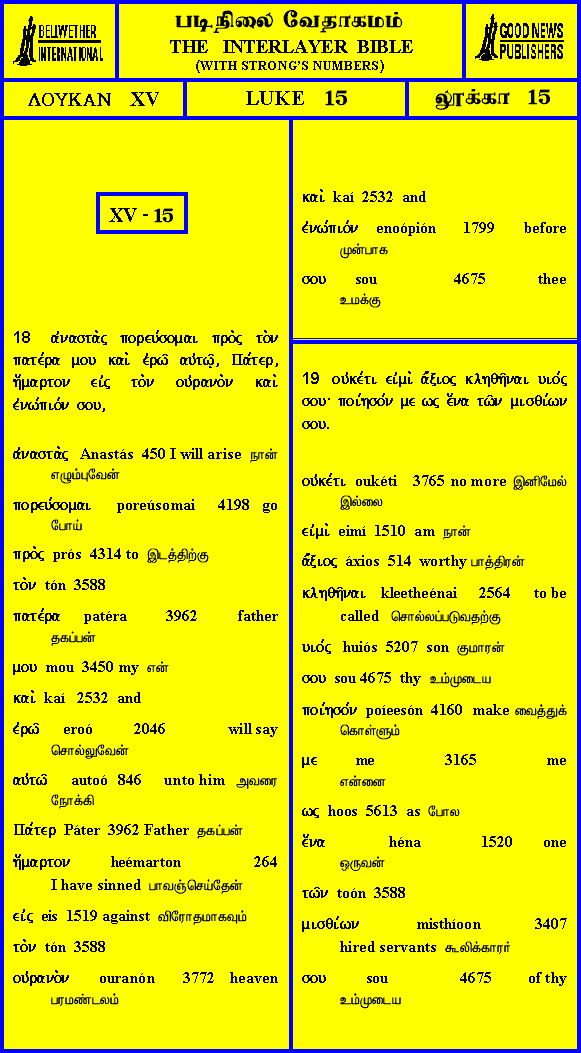 BELLWETHER
INTERNATIONAL
படிநிலை வேதாகமம்
THE INTERLAYER BIBLE
(WITH STRONG'S NUMBERS)
GOOD NEWS
PUBLISHERS
ΛΟΥΚΑΝ XV
LUKE 15
லூக்கா 15
XV - 15
18 ἀναστὰς πορεύσομαι πρὸς τὸν
πατέρα μου καὶ ἐρῶ αὐτῷ, Πάτερ,
ἥμαρτον εἰς τὸν οὐρανὸν καὶ
ἐνώπιόν σου,
ἀναστὰς Anastás 450 I will arise நான்
எழும்புவேன்
πορεύσομαι poreúsomai 4198 go
போய்
πρὸς prós 4314 to இடத்திற்கு
τὸν tón 3588
πατέρα patéra 3962 father
தகப்பன்
μου mou 3450 my என்
καὶ kaí 2532 and
ἐρῶ eroó 2046 will say
சொல்லுவேன்
αὐτῶ autoó 846 unto him அவரை
நோக்கி
Πάτερ Páter 3962 Father தகப்பன்
ἥμαρτον heémarton 264
I have sinned பாவஞ்செய்தேன்
εἰς eis 1519 against விரோதமாகவும்
τὸν tón 3588
οὐρανὸν ouranón 3772 heaven
பரமண்டலம்
καὶ kaí 2532 and
ἐνώπιόν enoópión 1799 before
முன்பாக
σου sou 4675 thee
உமக்கு
19 οὐκέτι εἰμὶ ἄξιος κληθῆναι υιός
σου· ποίησόν με ως ἕνα τῶν μισθίων
σου.
οὐκέτι oukéti 3765 no more இனிமேல்
இல்லை
εἰμὶ eimí 1510 am நான்
ἄξιος áxios 514 worthy பாத்திரன்
κληθῆναι kleetheénai 2564 to be
called சொல்லப்படுவதற்கு
υιός huiós 5207 son குமாரன்
σου sou 4675 thy உம்முடைய
ποίησόν poíeesón 4160 make வைத்துக்
கொள்ளும்
με me 3165 me
என்னை
ως hoos 5613 as போல
ἕνα héna 1520 one
ஒருவன்
τῶν toón 3588
μισθίων misthíoon 3407
hired servants கூலிக்காரர்
σου sou 4675 of thy
உம்முடைய